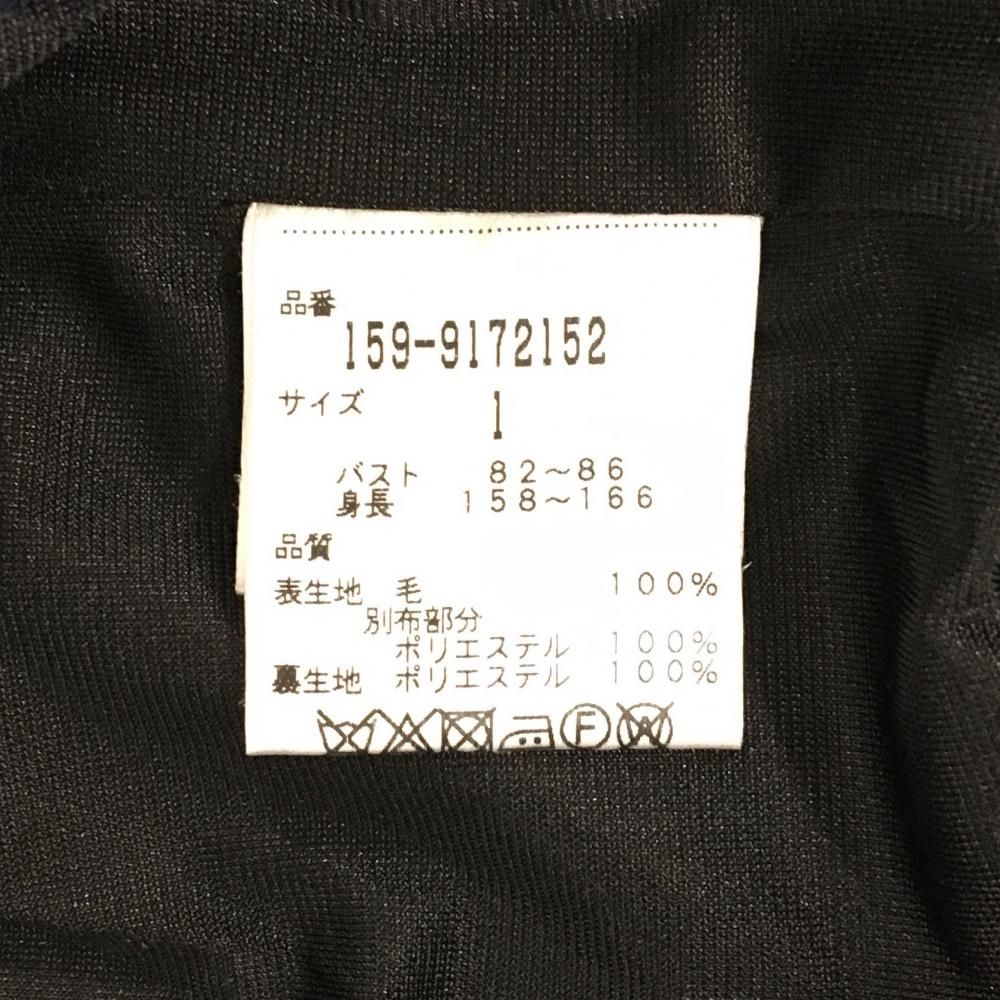 品番
159-9172152
サイズ 1
バスト 82～86
身長 158～166
品質
表生地 毛 100%
別布部分
ポリエステル 100%
裏生地 ポリエステル 100%
F W